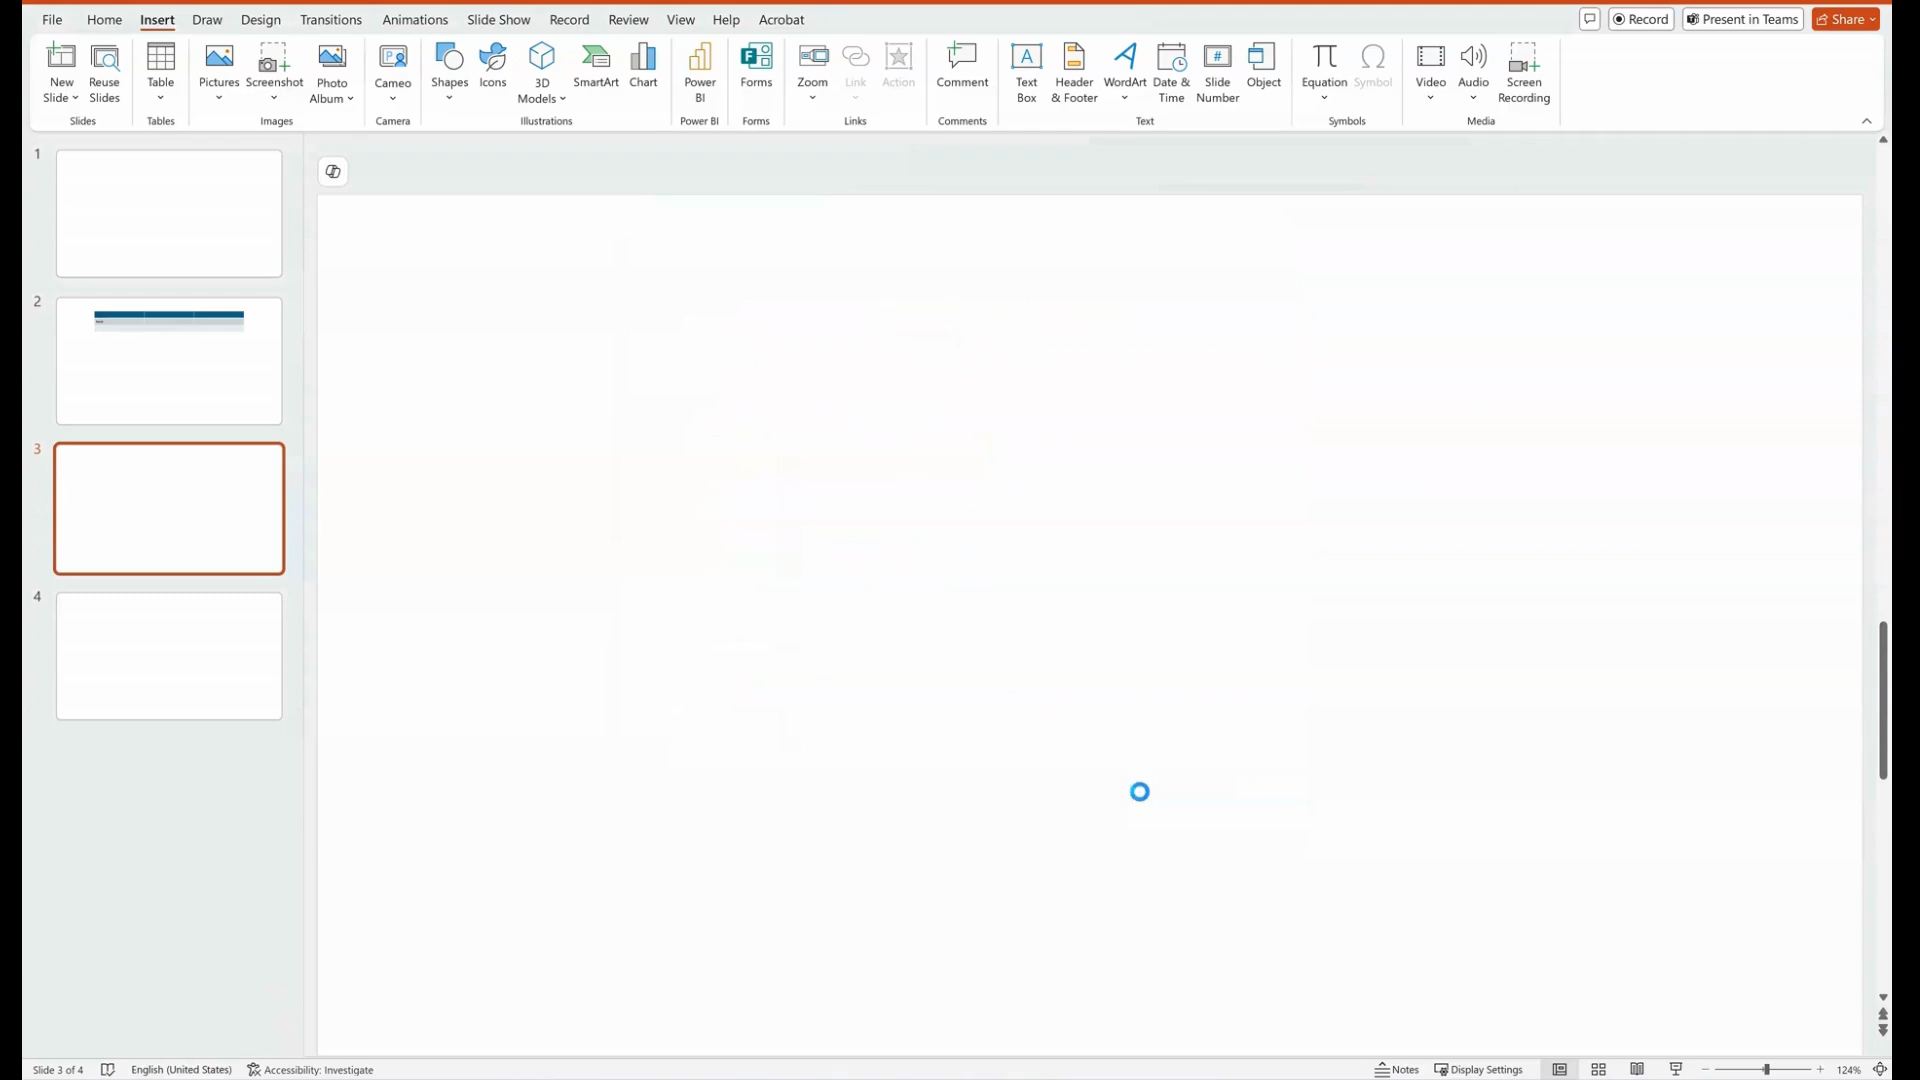 File Home Insert Draw Design Transitions Animations Slide Show Record Review View Help Acrobat Record Present in Teams Share
New Slide
Reuse Slides
Table
Pictures
Screenshot
Photo Album
Cameo
Shapes
Icons
3D Models
SmartArt
Chart
Power BI
Forms
Zoom
Link
Action
Comment
Text Box
Header & Footer
WordArt
Date & Time
Slide Number
Object
Equation
Symbol
Video
Audio
Screen Recording
Slides Tables Images Camera Illustrations Power BI Forms Links Comments Text Symbols Media
1
2
3
4
Slide 3 of 4 English (United States) Accessibility: Investigate Notes Display Settings 124%